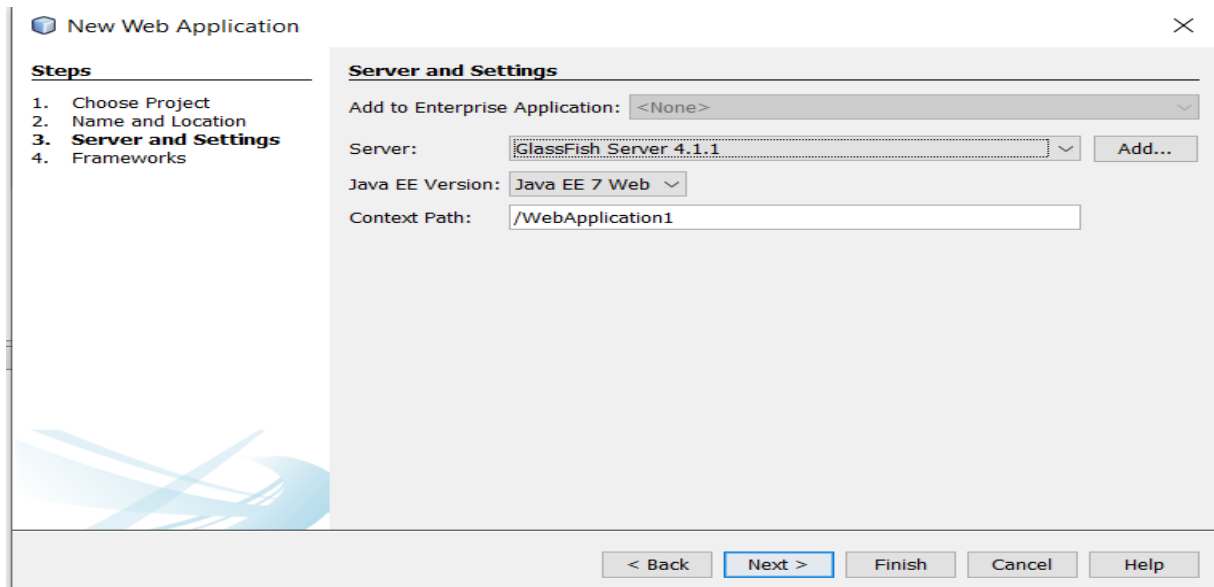 New Web Application
Steps
1. Choose Project
2. Name and Location
3. Server and Settings
4. Frameworks
Server and Settings
Add to Enterprise Application: <None>
Server: GlassFish Server 4.1.1 Add...
Java EE Version: Java EE 7 Web
Context Path: /WebApplication1
< Back Next > Finish Cancel Help